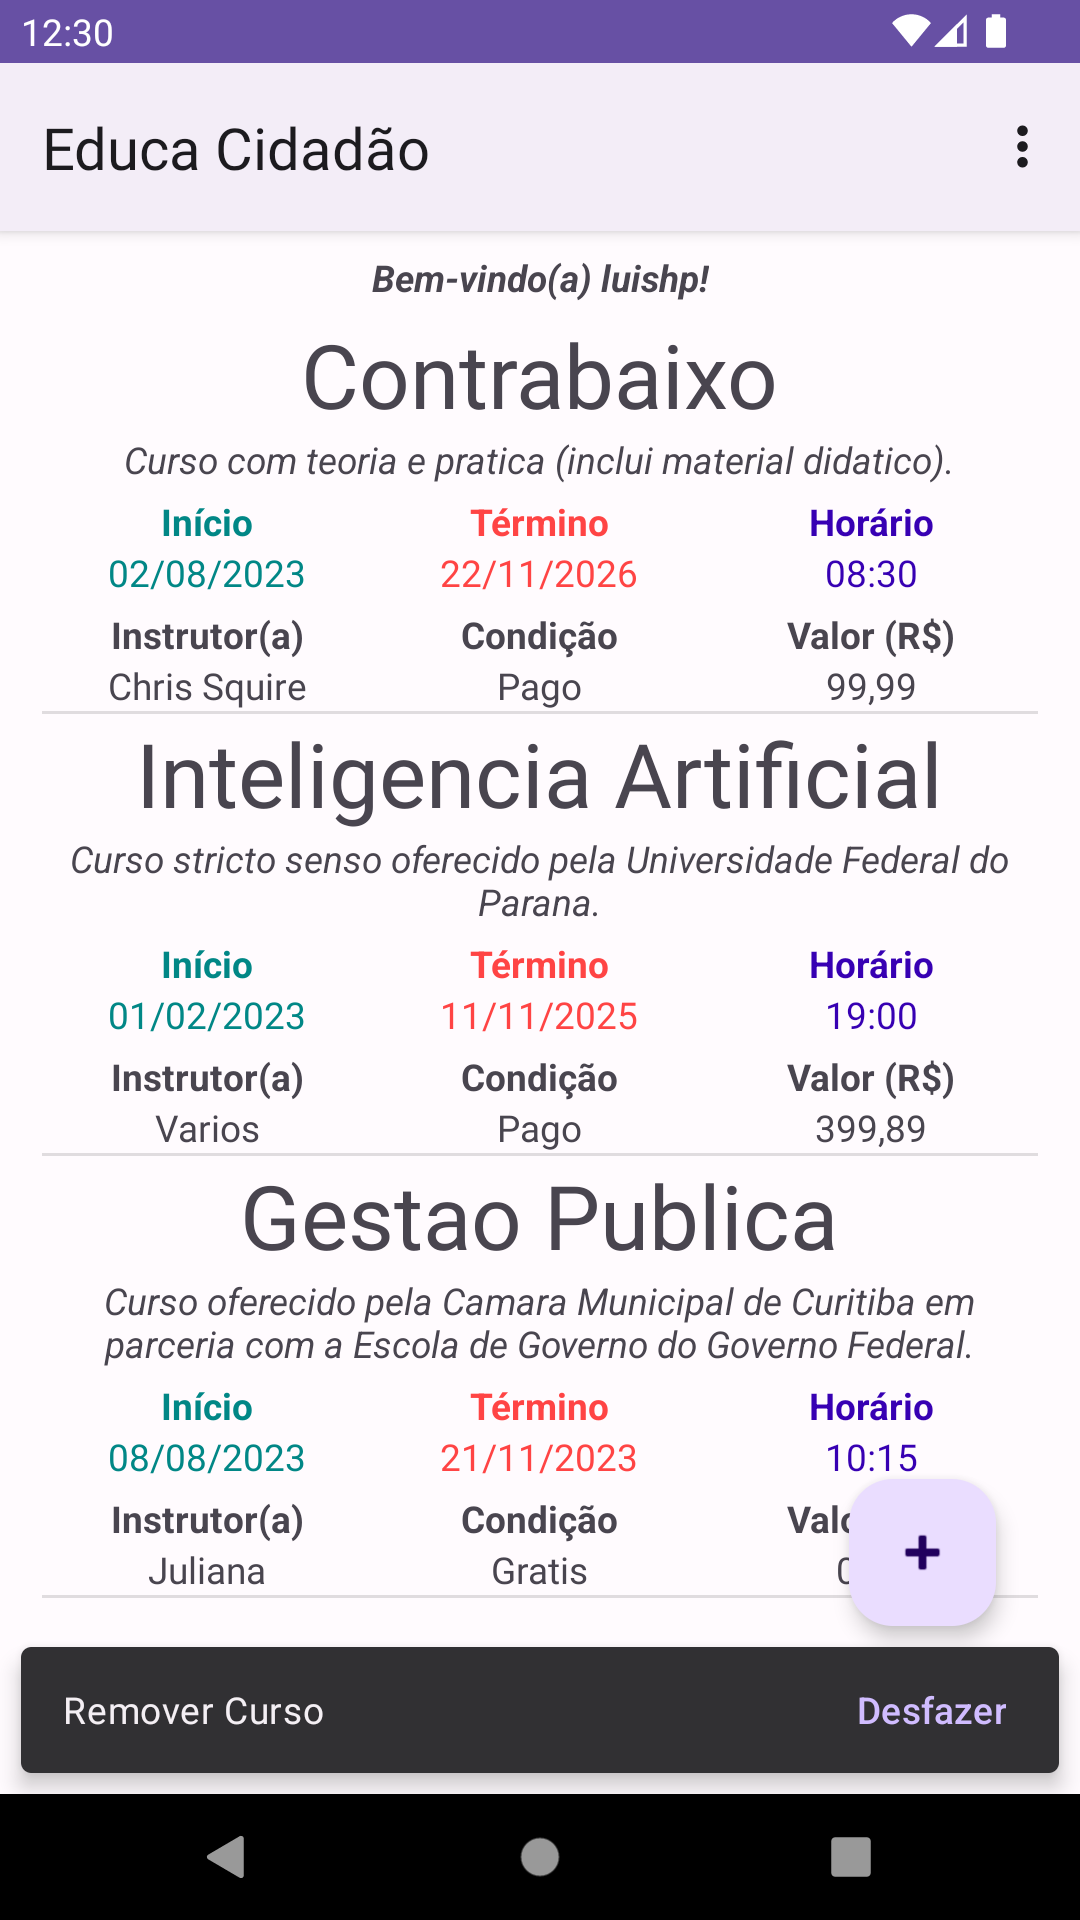 12:30
Educa Cidadão
Bem-vindo(a) luishp!
Contrabaixo
Curso com teoria e pratica (inclui material didatico).
Início Término Horário
02/08/2023 22/11/2026 08:30
Instrutor(a) Condição Valor (R$)
Chris Squire Pago 99,99
Inteligencia Artificial
Curso stricto senso oferecido pela Universidade Federal do
Parana.
Início Término Horário
01/02/2023 11/11/2025 19:00
Instrutor(a) Condição Valor (R$)
Varios Pago 399,89
Gestao Publica
Curso oferecido pela Camara Municipal de Curitiba em
parceria com a Escola de Governo do Governo Federal.
Início Término Horário
08/08/2023 21/11/2023 10:15
Instrutor(a) Condição
Juliana Gratis
Remover Curso Desfazer